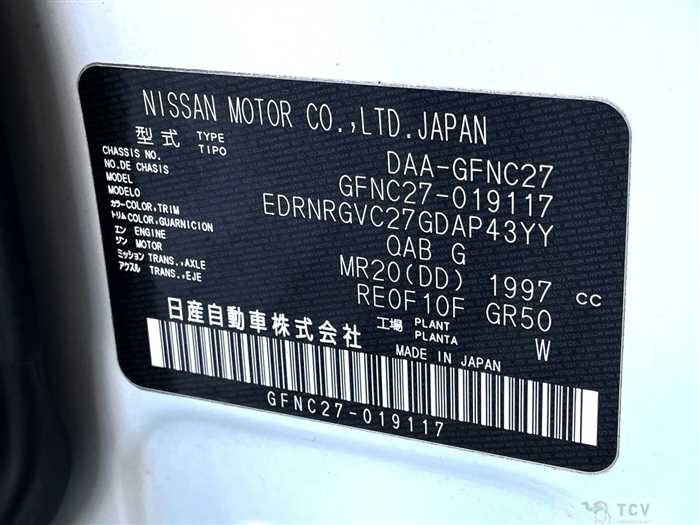 NISSAN MOTOR CO.,LTD.JAPAN
型式 TYPE TIPO DAA-GFNC27
CHASSIS NO. NO.DE CHASIS GFNC27-019117
MODEL MODELO EDRNRGVC27GDAP43YY
カラー COLOR,TRIM トリム COLOR,GUARNICION QAB G
エン ENGINE ジン MOTOR MR20(DD) 1997 cc
ミッション TRANS.,AXLE アクスル TRANS.,EJE RE0F10F GR50
日産自動車株式会社 工場 PLANT PLANTA W
MADE IN JAPAN
GFNC27-019117
TCV